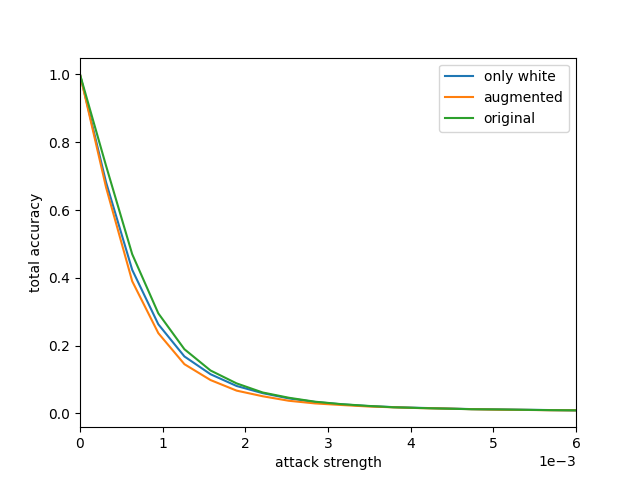 only white
augmented
original
1.0
0.8
0.6
0.4
0.2
0.0
total accuracy
0 1 2 3 4 5 6
attack strength
1e−3